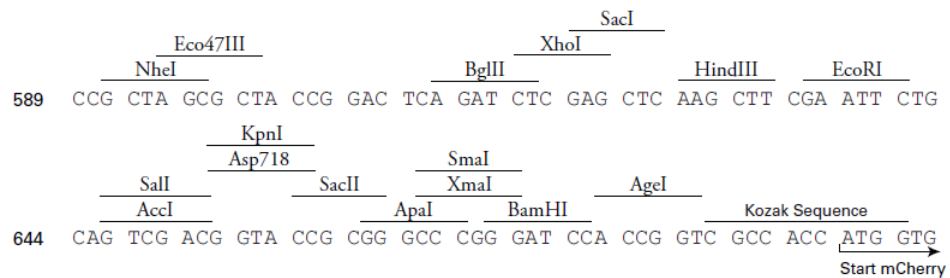 SacI
Eco47III XhoI
NheI BglII HindIII EcoRI
589 CCG CTA GCG CTA CCG GAC TCA GAT CTC GAG CTC AAG CTT CGA ATT CTG
KpnI
Asp718 SmaI
SalI SacII XmaI AgeI
AccI ApaI BamHI Kozak Sequence
644 CAG TCG ACG GTA CCG CGG GCC CGG GAT CCA CCG GTC GCC ACC ATG GTG
Start mCherry